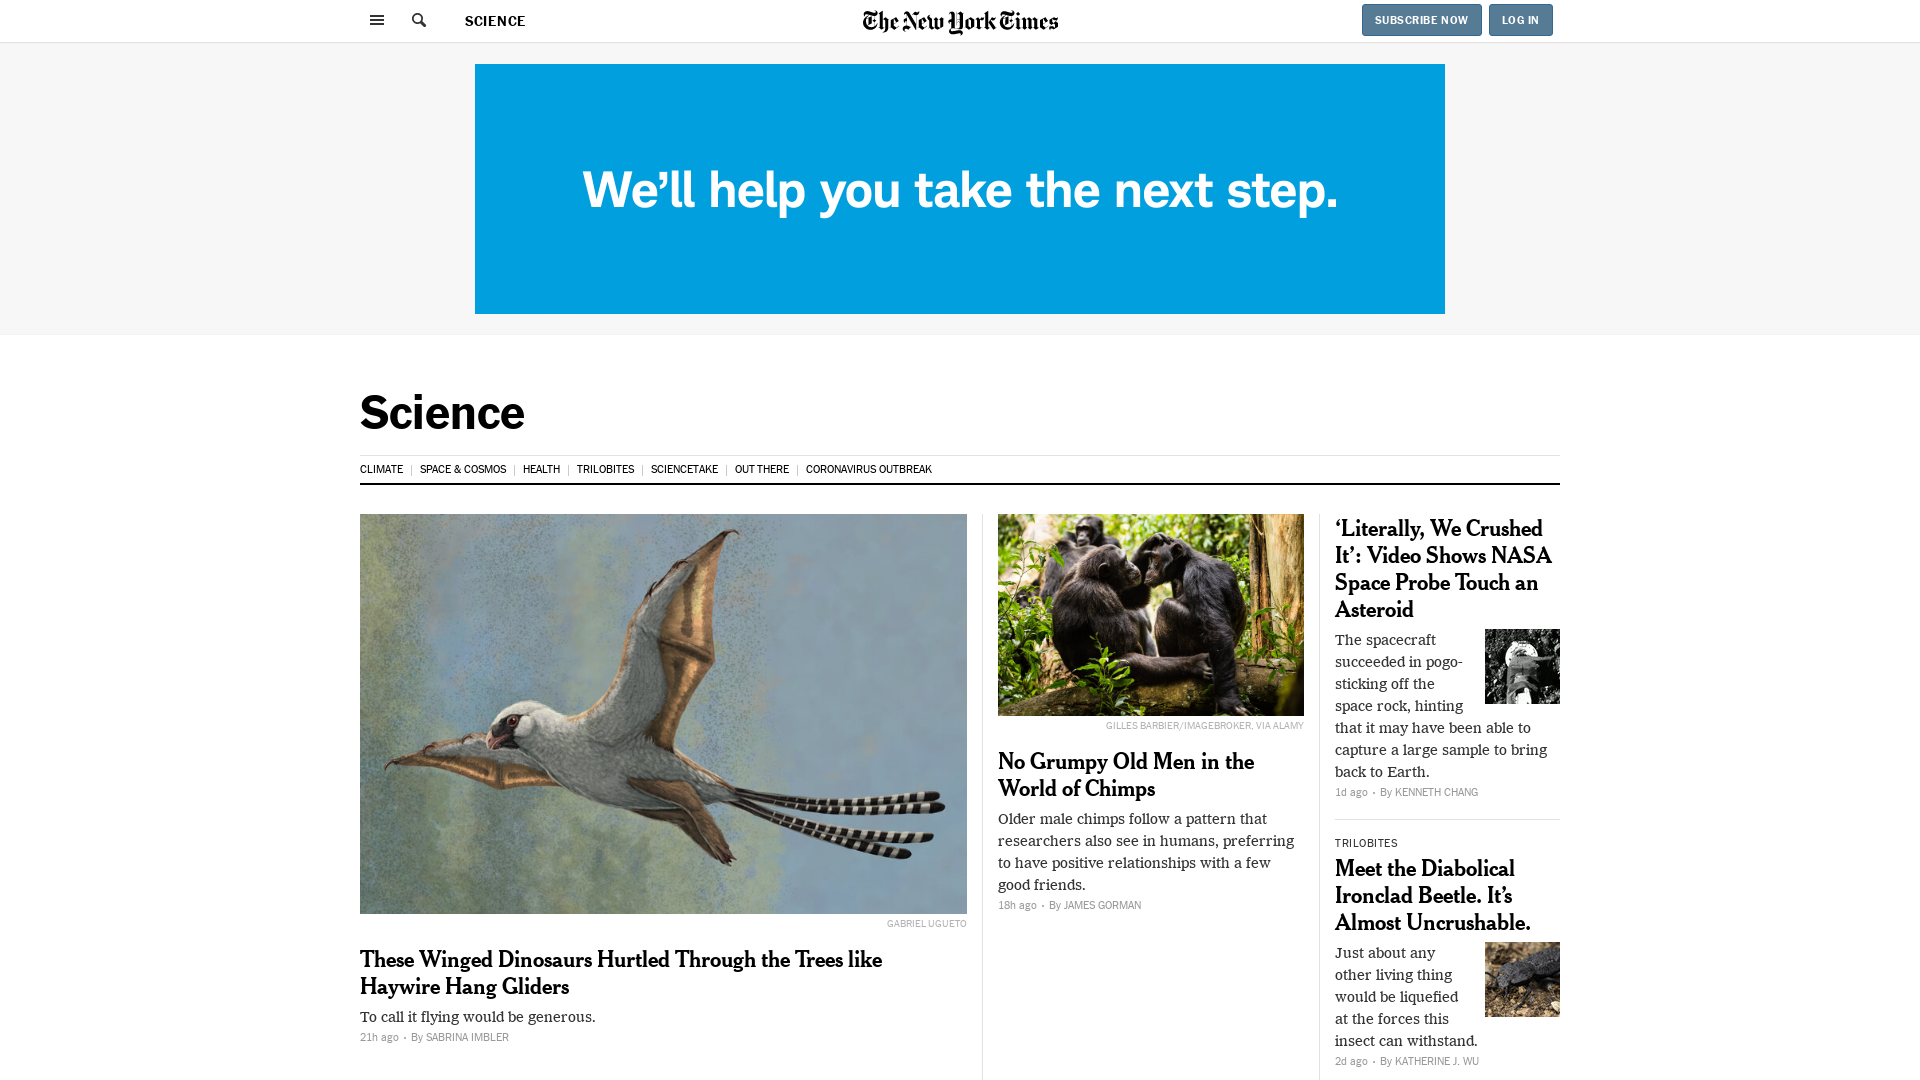 SCIENCE
The New York Times
SUBSCRIBE NOW
LOG IN
We'll help you take the next step.
Science
CLIMATE
SPACE & COSMOS
HEALTH
TRILOBITES
SCIENCETAKE
OUT THERE
CORONAVIRUS OUTBREAK
GABRIEL UGUETO
These Winged Dinosaurs Hurtled Through the Trees like
Haywire Hang Gliders
To call it flying would be generous.
21h ago • By SABRINA IMBLER
GILLES BARBIER/IMAGEBROKER, VIA ALAMY
No Grumpy Old Men in the
World of Chimps
Older male chimps follow a pattern that
researchers also see in humans, preferring
to have positive relationships with a few
good friends.
18h ago • By JAMES GORMAN
‘Literally, We Crushed
It’: Video Shows NASA
Space Probe Touch an
Asteroid
The spacecraft
succeeded in pogo-
sticking off the
space rock, hinting
that it may have been able to
capture a large sample to bring
back to Earth.
1d ago • By KENNETH CHANG
TRILOBITES
Meet the Diabolical
Ironclad Beetle. It’s
Almost Uncrushable.
Just about any
other living thing
would be liquefied
at the forces this
insect can withstand.
2d ago • By KATHERINE J. WU